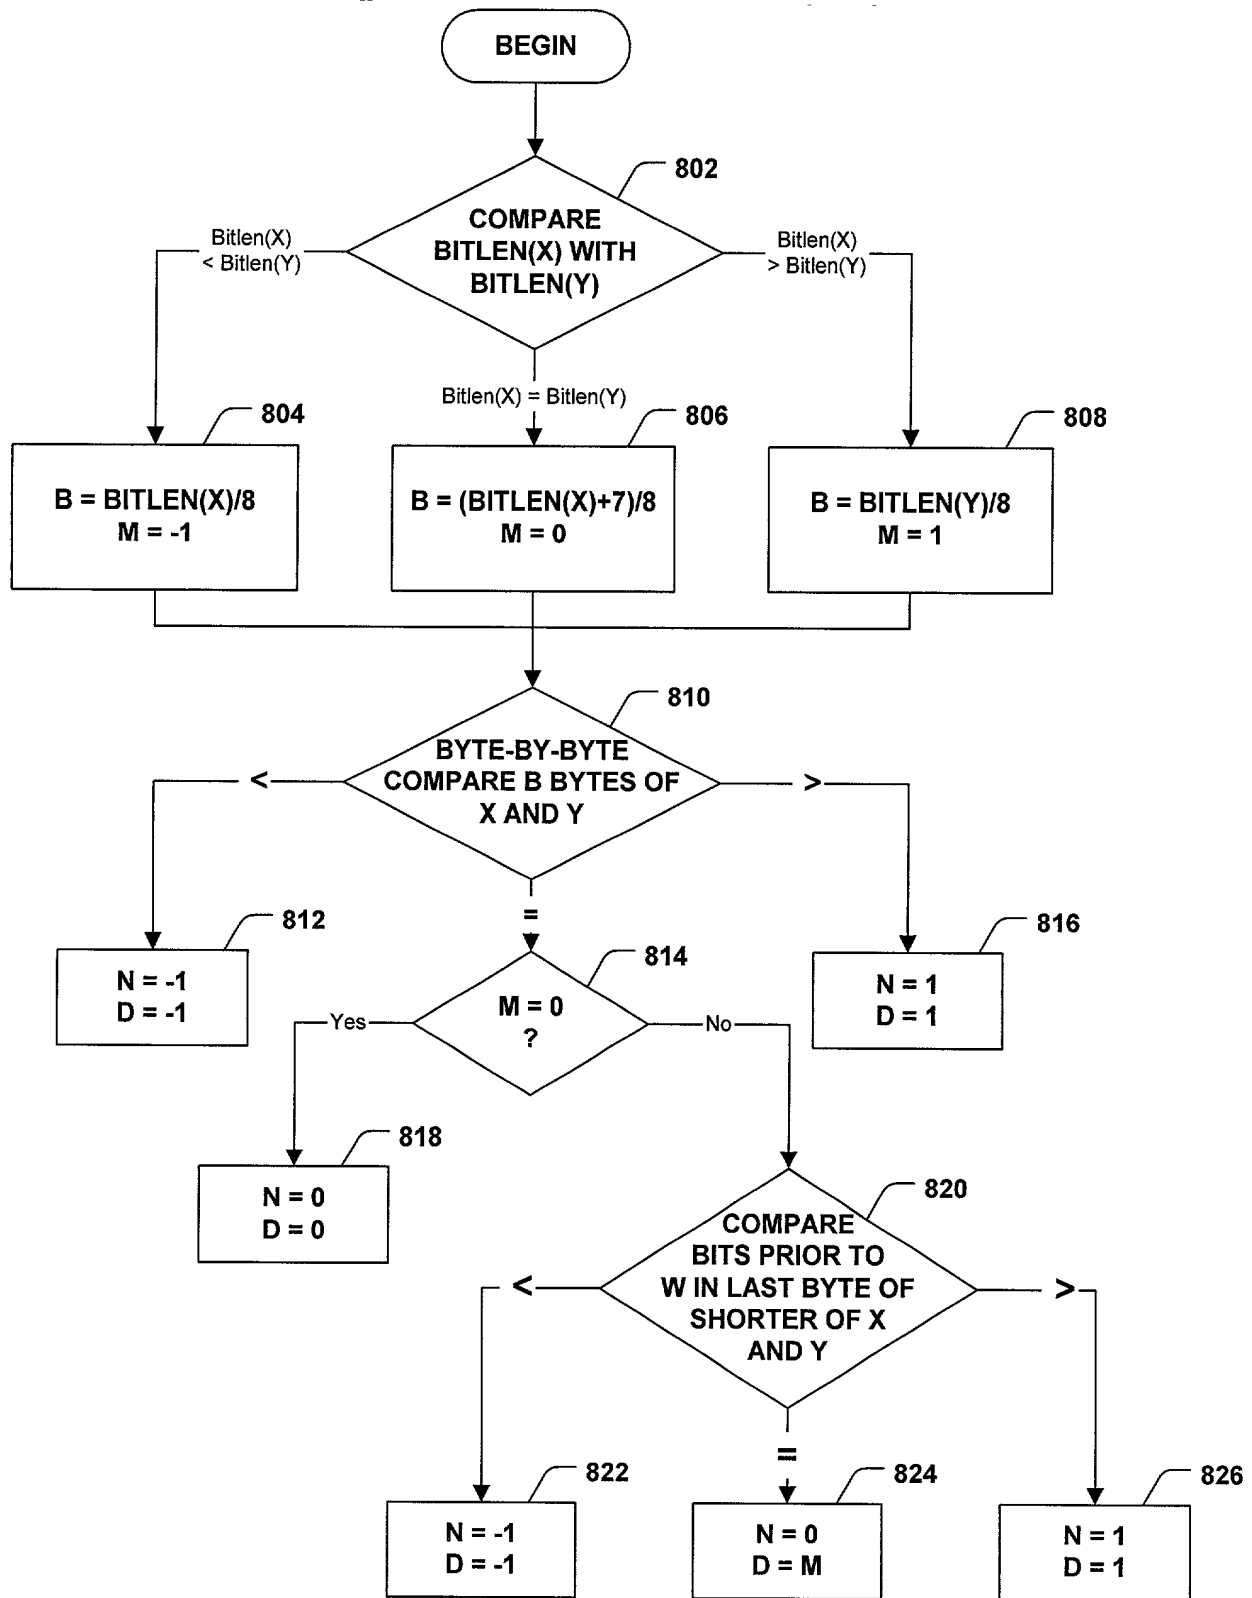 BEGIN
802
COMPARE
BITLEN(X) WITH
BITLEN(Y)
Bitlen(X)
< Bitlen(Y)
Bitlen(X)
> Bitlen(Y)
Bitlen(X) = Bitlen(Y)
804
B = BITLEN(X)/8
M = -1
806
B = (BITLEN(X)+7)/8
M = 0
808
B = BITLEN(Y)/8
M = 1
810
BYTE-BY-BYTE
COMPARE B BYTES OF
X AND Y
<
>
=
812
N = -1
D = -1
814
M = 0
?
816
N = 1
D = 1
Yes
No
818
N = 0
D = 0
820
COMPARE
BITS PRIOR TO
W IN LAST BYTE OF
SHORTER OF X
AND Y
<
>
=
822
N = -1
D = -1
824
N = 0
D = M
826
N = 1
D = 1